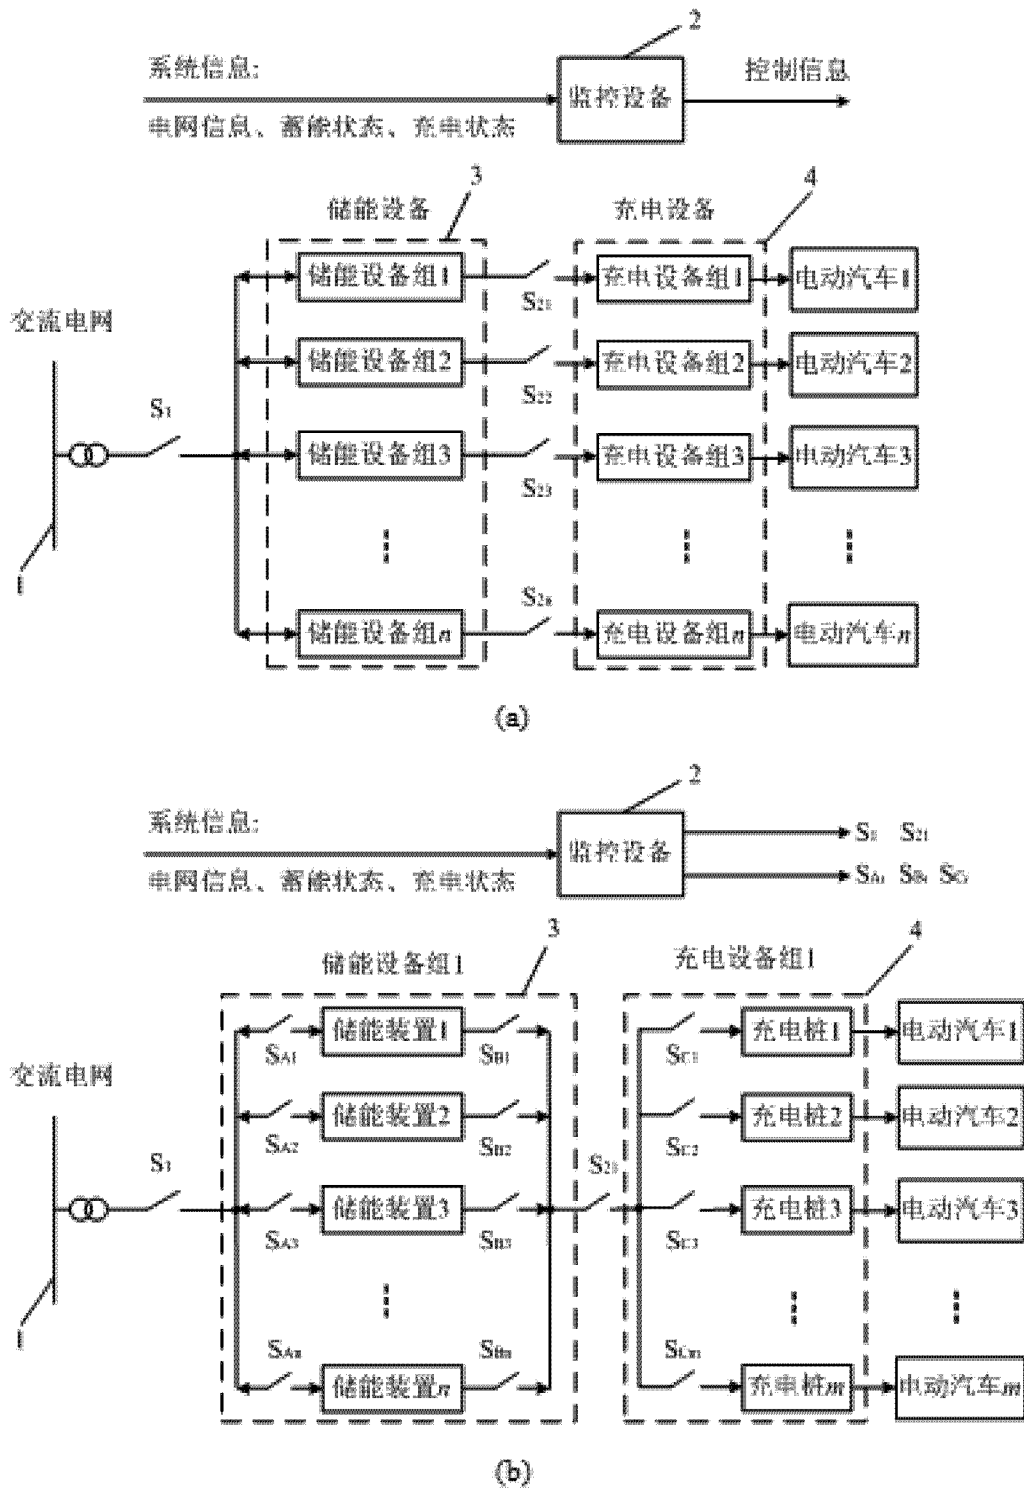 2
系统信息:
监控设备
控制信息
电网信息、蓄能状态、充电状态
3
4
储能设备
充电设备
储能设备组1
S21
充电设备组1
电动汽车1
交流电网
储能设备组2
S22
充电设备组2
电动汽车2
S1
储能设备组3
S23
充电设备组3
电动汽车3
1
S2n
储能设备组n
充电设备组n
电动汽车n
(a)
2
系统信息:
监控设备
S1 S21
电网信息、蓄能状态、充电状态
SAi SBi SCi
3
4
储能设备组1
充电设备组1
SA1
储能装置1
SB1
SC1
充电桩1
电动汽车1
交流电网
SA2
储能装置2
SB2
SC2
充电桩2
电动汽车2
S1
SA3
储能装置3
SB3
S21
SC3
充电桩3
电动汽车3
1
SAn
储能装置n
SBn
SCm
充电桩m
电动汽车m
(b)